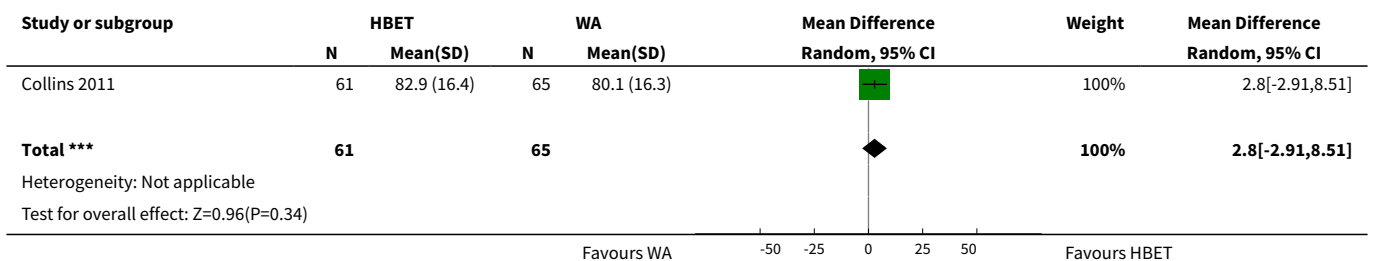 Study or subgroup HBET WA Mean Difference Weight Mean Difference
N Mean(SD) N Mean(SD) Random, 95% CI Random, 95% CI
Collins 2011 61 82.9 (16.4) 65 80.1 (16.3) 100% 2.8[-2.91,8.51]
Total *** 61 65 100% 2.8[-2.91,8.51]
Heterogeneity: Not applicable
Test for overall effect: Z=0.96(P=0.34)
Favours WA -50 -25 0 25 50 Favours HBET